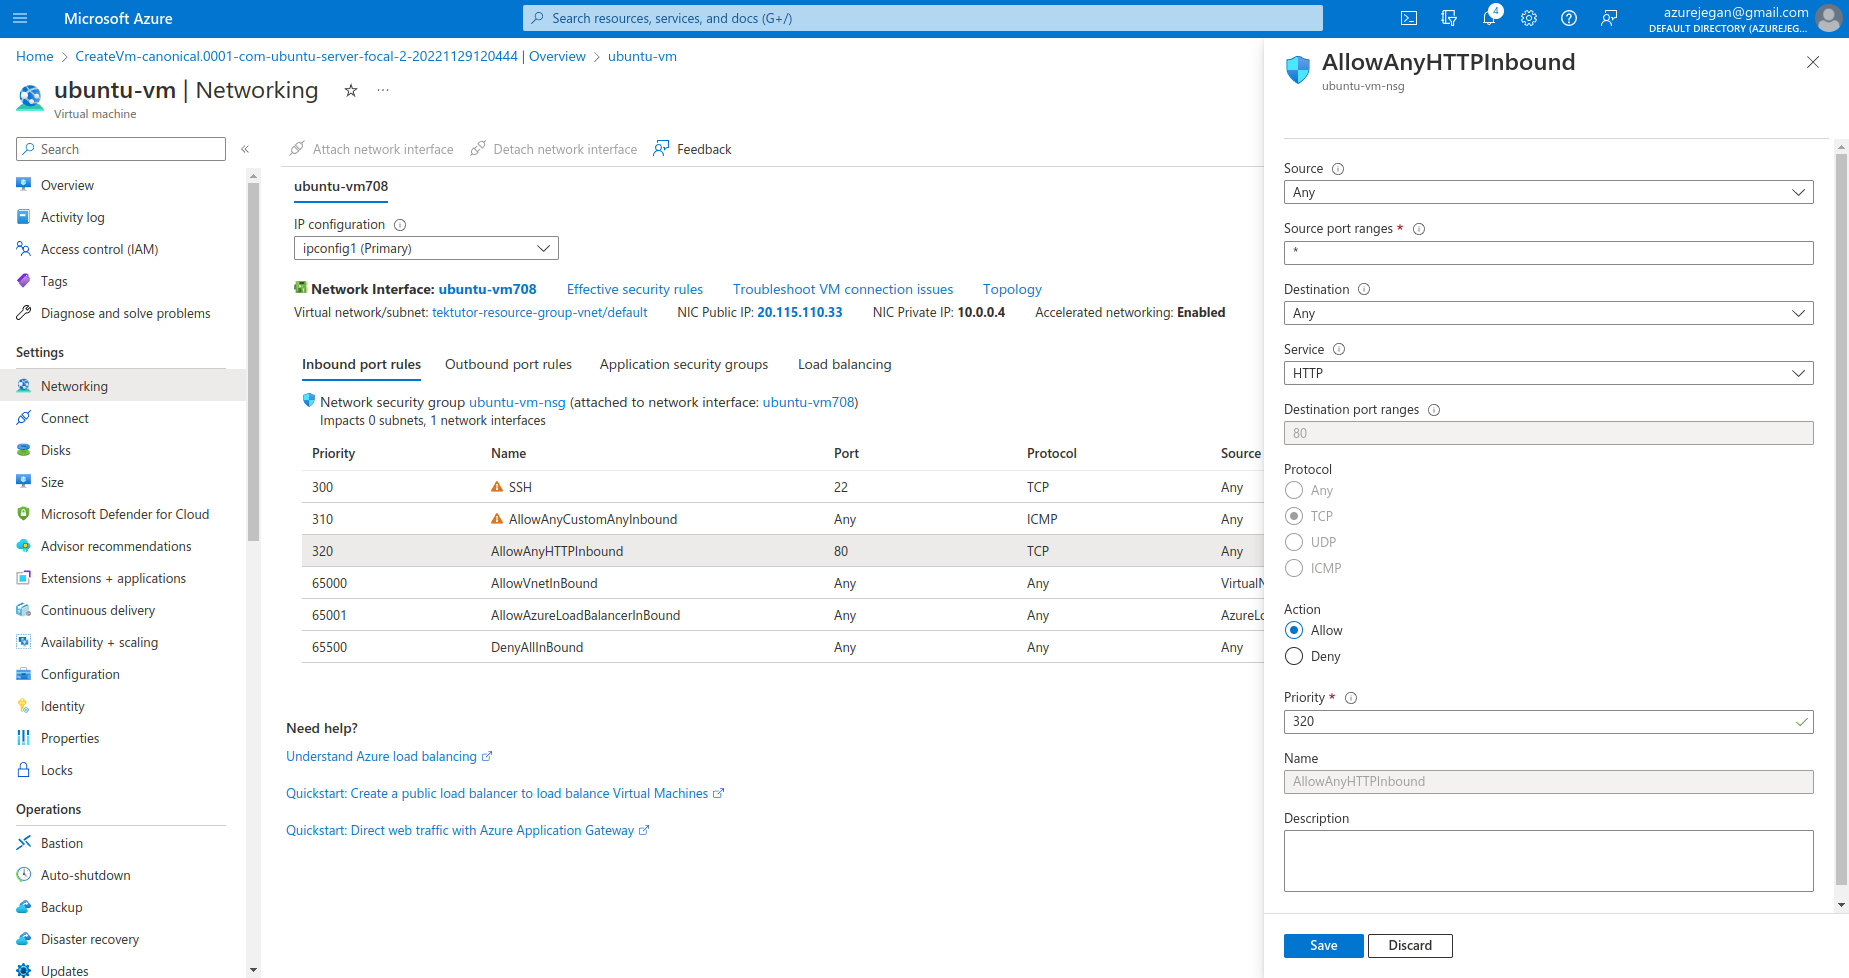 Microsoft Azure
Search resources, services, and docs (G+/)
4
azurejegan@gmail.com
DEFAULT DIRECTORY (AZUREJEG...
Home > CreateVm-canonical.0001-com-ubuntu-server-focal-2-20221129120444 | Overview > ubuntu-vm
ubuntu-vm | Networking ☆ ...
Virtual machine
Search
«
Overview
Activity log
Access control (IAM)
Tags
Diagnose and solve problems
Settings
Networking
Connect
Disks
Size
Microsoft Defender for Cloud
Advisor recommendations
Extensions + applications
Continuous delivery
Availability + scaling
Configuration
Identity
Properties
Locks
Operations
Bastion
Auto-shutdown
Backup
Disaster recovery
Updates
Attach network interface Detach network interface Feedback
ubuntu-vm708
IP configuration
ipconfig1 (Primary)
Network Interface: ubuntu-vm708 Effective security rules Troubleshoot VM connection issues Topology
Virtual network/subnet: tektutor-resource-group-vnet/default NIC Public IP: 20.115.110.33 NIC Private IP: 10.0.0.4 Accelerated networking: Enabled
Inbound port rules Outbound port rules Application security groups Load balancing
Network security group ubuntu-vm-nsg (attached to network interface: ubuntu-vm708)
Impacts 0 subnets, 1 network interfaces
Priority Name Port Protocol Source
300 SSH 22 TCP Any
310 AllowAnyCustomAnyInbound Any ICMP Any
320 AllowAnyHTTPInbound 80 TCP Any
65000 AllowVnetInBound Any Any VirtualN
65001 AllowAzureLoadBalancerInBound Any Any AzureLo
65500 DenyAllInBound Any Any Any
Need help?
Understand Azure load balancing
Quickstart: Create a public load balancer to load balance Virtual Machines
Quickstart: Direct web traffic with Azure Application Gateway
AllowAnyHTTPInbound
ubuntu-vm-nsg
Source
Any
Source port ranges *
*
Destination
Any
Service
HTTP
Destination port ranges
80
Protocol
Any
TCP
UDP
ICMP
Action
Allow
Deny
Priority *
320
Name
AllowAnyHTTPInbound
Description
Save Discard